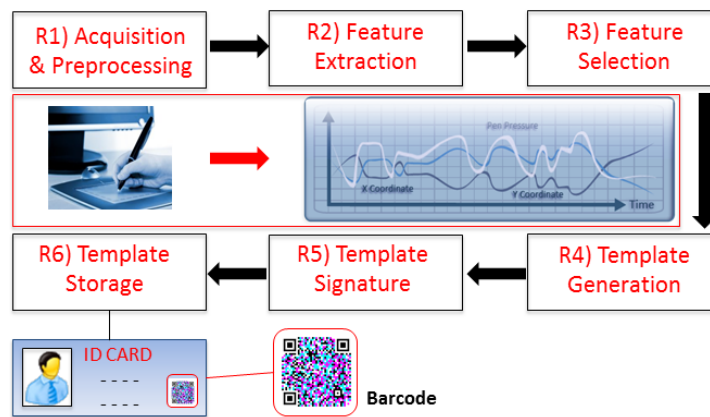 R1) Acquisition
& Preprocessing
R2) Feature
Extraction
R3) Feature
Selection
Pen Pressure
X Coordinate
Y Coordinate
Time
R6) Template
Storage
R5) Template
Signature
R4) Template
Generation
ID CARD
- - - -
- - - -
Barcode